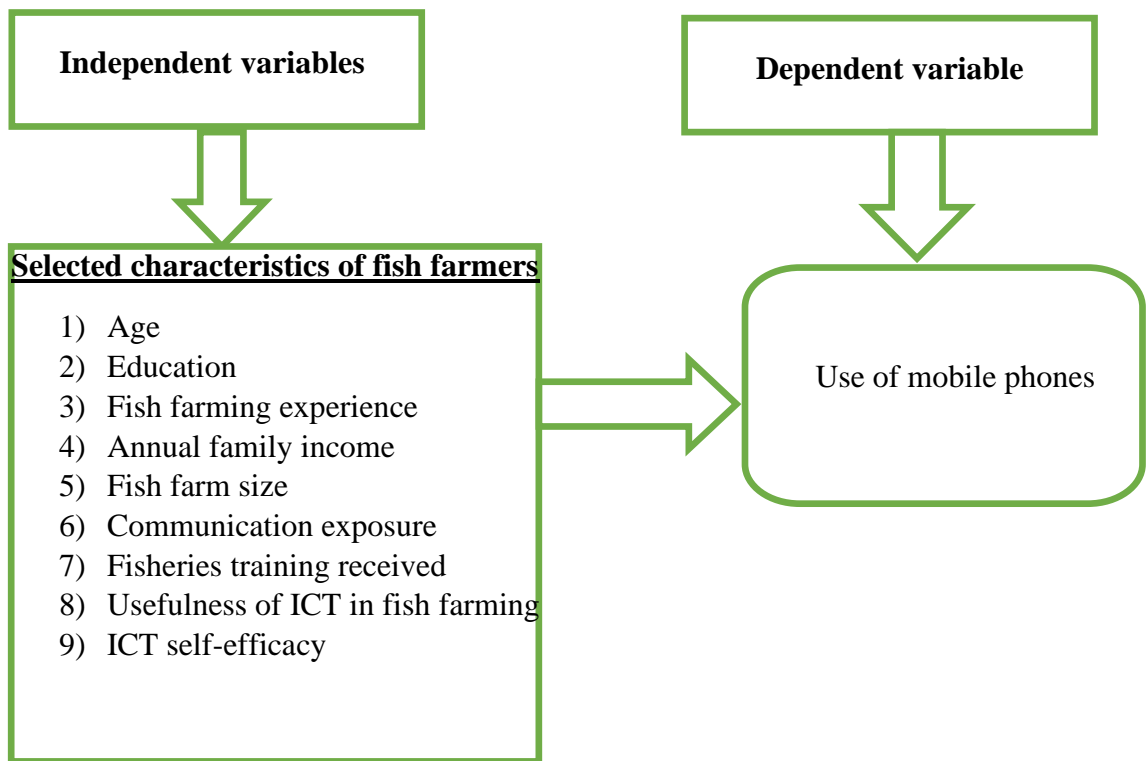 Independent variables
Dependent variable
Selected characteristics of fish farmers
1) Age
2) Education
3) Fish farming experience
4) Annual family income
5) Fish farm size
6) Communication exposure
7) Fisheries training received
8) Usefulness of ICT in fish farming
9) ICT self-efficacy
Use of mobile phones